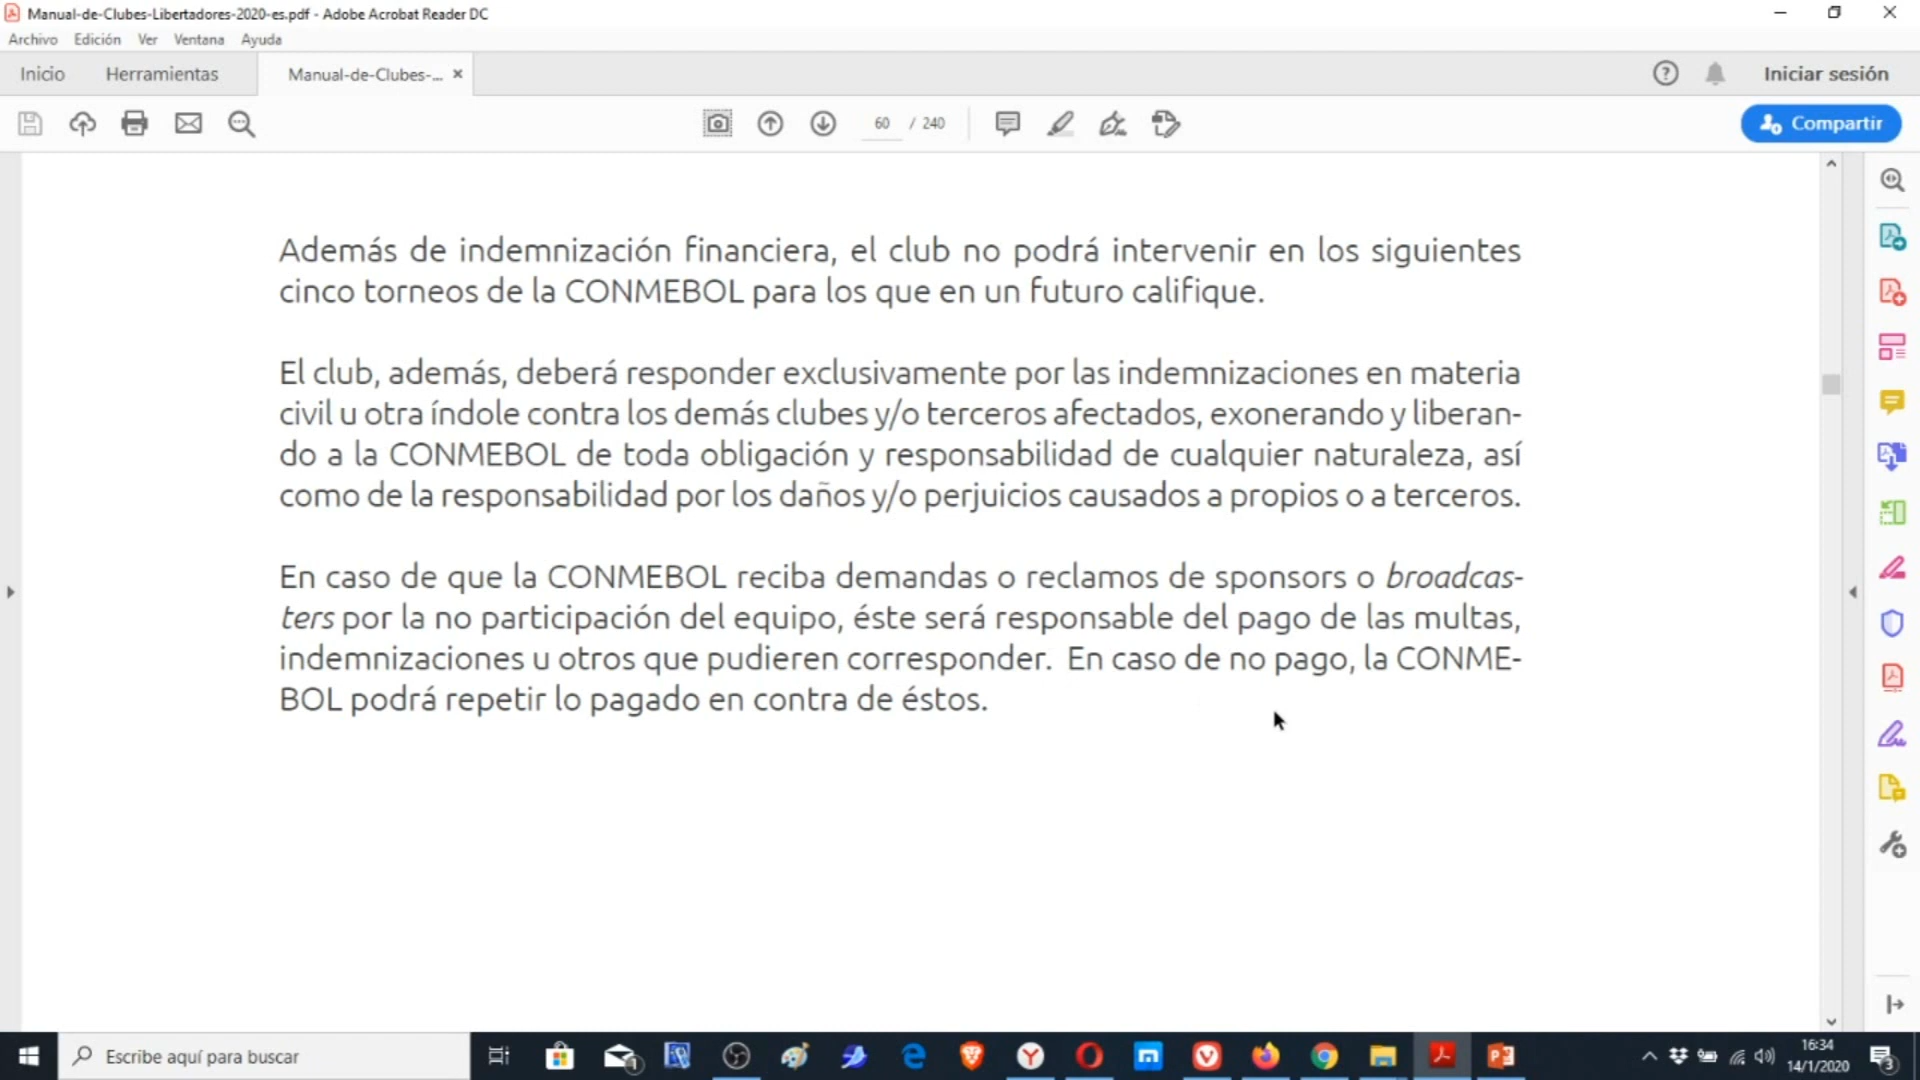 Manual-de-Clubes-Libertadores-2020-es.pdf - Adobe Acrobat Reader DC
Archivo Edición Ver Ventana Ayuda
Inicio Herramientas Manual-de-Clubes-... × Iniciar sesión
60 / 240 Compartir
Además de indemnización financiera, el club no podrá intervenir en los siguientes
cinco torneos de la CONMEBOL para los que en un futuro califique.
El club, además, deberá responder exclusivamente por las indemnizaciones en materia
civil u otra índole contra los demás clubes y/o terceros afectados, exonerando y liberan-
do a la CONMEBOL de toda obligación y responsabilidad de cualquier naturaleza, así
como de la responsabilidad por los daños y/o perjuicios causados a propios o a terceros.
En caso de que la CONMEBOL reciba demandas o reclamos de sponsors o broadcas-
ters por la no participación del equipo, éste será responsable del pago de las multas,
indemnizaciones u otros que pudieren corresponder. En caso de no pago, la CONME-
BOL podrá repetir lo pagado en contra de éstos.
Escribe aquí para buscar
16:34
14/1/2020
3